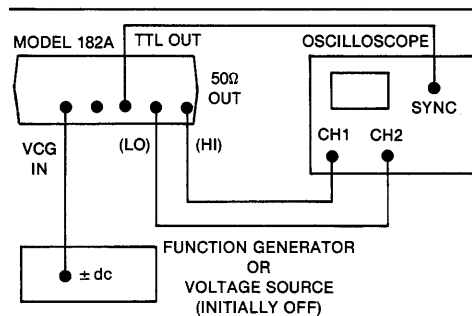 MODEL 182A
TTL OUT
OSCILLOSCOPE
50Ω
OUT
SYNC
VCG
IN
(LO)
(HI)
CH1
CH2
± dc
FUNCTION GENERATOR
OR
VOLTAGE SOURCE
(INITIALLY OFF)